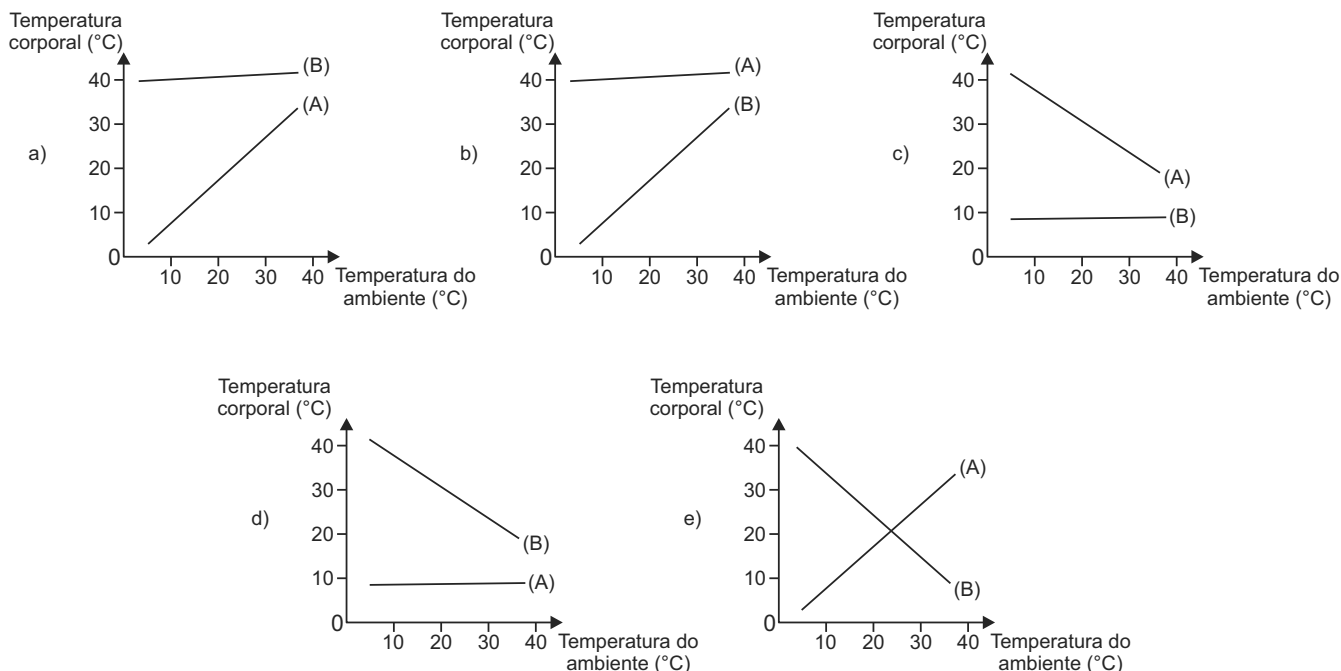 Temperatura
corporal (°C)
a)
40
30
20
10
0
(B)
(A)
10 20 30 40
Temperatura do
ambiente (°C)
Temperatura
corporal (°C)
b)
40
30
20
10
0
(A)
(B)
10 20 30 40
Temperatura do
ambiente (°C)
Temperatura
corporal (°C)
c)
40
30
20
10
0
(A)
(B)
10 20 30 40
Temperatura do
ambiente (°C)
Temperatura
corporal (°C)
d)
40
30
20
10
0
(B)
(A)
10 20 30 40
Temperatura do
ambiente (°C)
Temperatura
corporal (°C)
e)
40
30
20
10
0
(A)
(B)
10 20 30 40
Temperatura do
ambiente (°C)